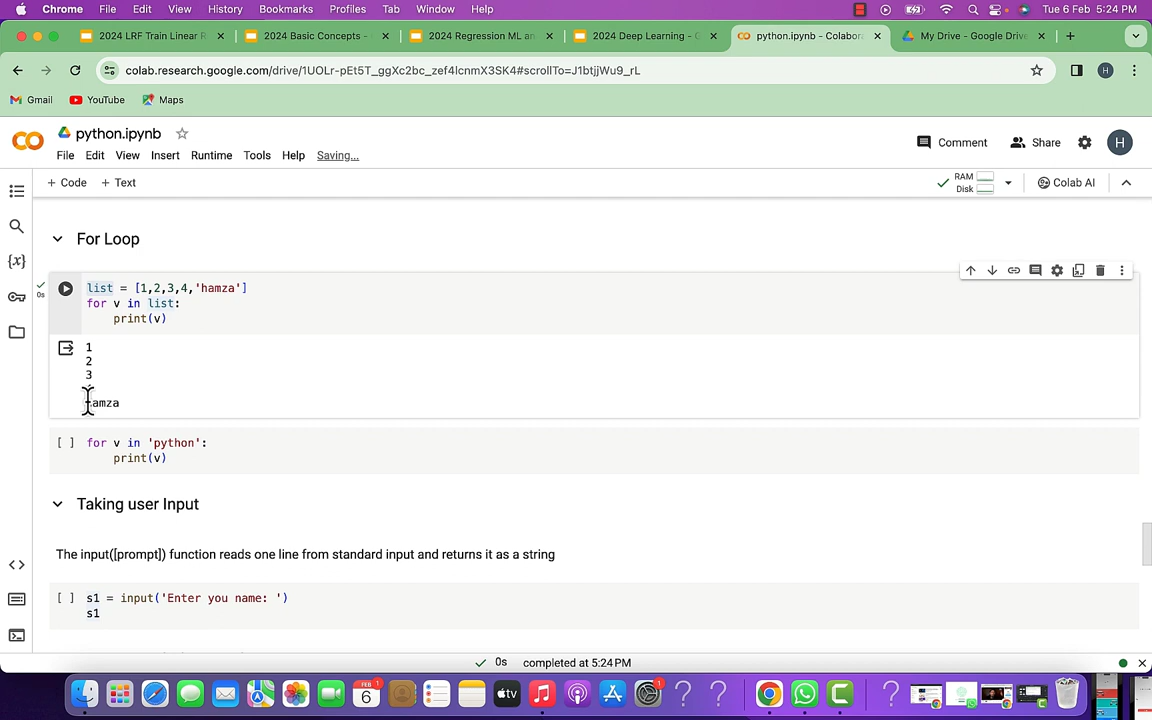 Chrome File Edit View History Bookmarks Profiles Tab Window Help Tue 6 Feb 5:24 PM
2024 LRF Train Linear R 2024 Basic Concepts - 2024 Regression ML an 2024 Deep Learning - G python.ipynb - Colabora My Drive - Google Drive
colab.research.google.com/drive/1UOLr-pEt5T_ggXc2bc_zef4lcnmX3SK4#scrollTo=J1btjjWu9_rL H
Gmail YouTube Maps
python.ipynb
File Edit View Insert Runtime Tools Help Saving...
Comment Share H
+ Code + Text
RAM
Disk
Colab AI
For Loop
list = [1,2,3,4,'hamza']
for v in list:
print(v)
0s
1
2
3
amza
[ ] for v in 'python':
print(v)
Taking user Input
The input([prompt]) function reads one line from standard input and returns it as a string
[ ] s1 = input('Enter you name: ')
s1
0s completed at 5:24 PM
FEB 1
6
tv
1